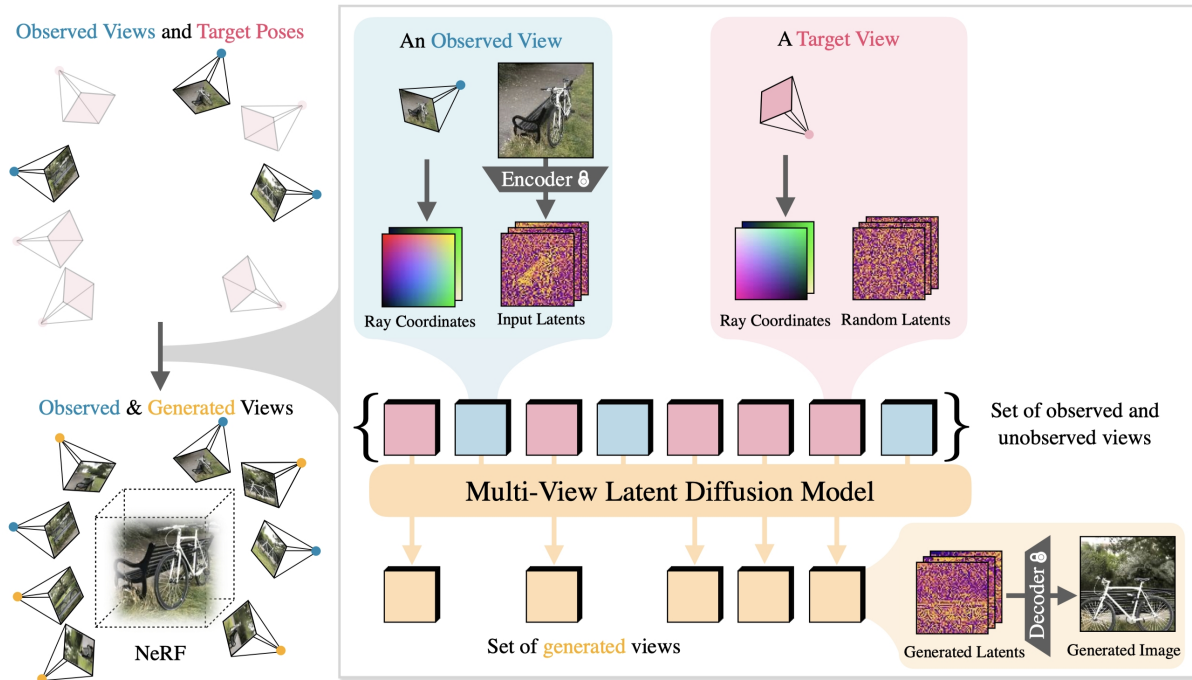 Observed Views and Target Poses
Observed & Generated Views
NeRF
An Observed View
Encoder
Ray Coordinates
Input Latents
A Target View
Ray Coordinates
Random Latents
Set of observed and
unobserved views
Multi-View Latent Diffusion Model
Set of generated views
Generated Latents
Decoder
Generated Image